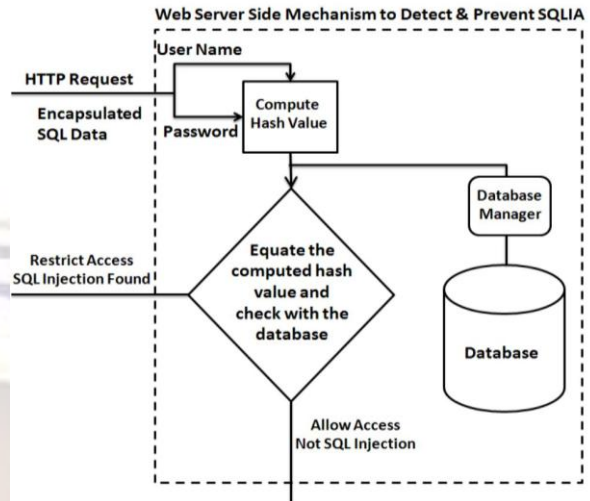 Web Server Side Mechanism to Detect & Prevent SQLIA
User Name
HTTP Request
Encapsulated
SQL Data
Password
Compute
Hash Value
Database
Manager
Restrict Access
SQL Injection Found
Equate the
computed hash
value and
check with the
database
Database
Allow Access
Not SQL Injection